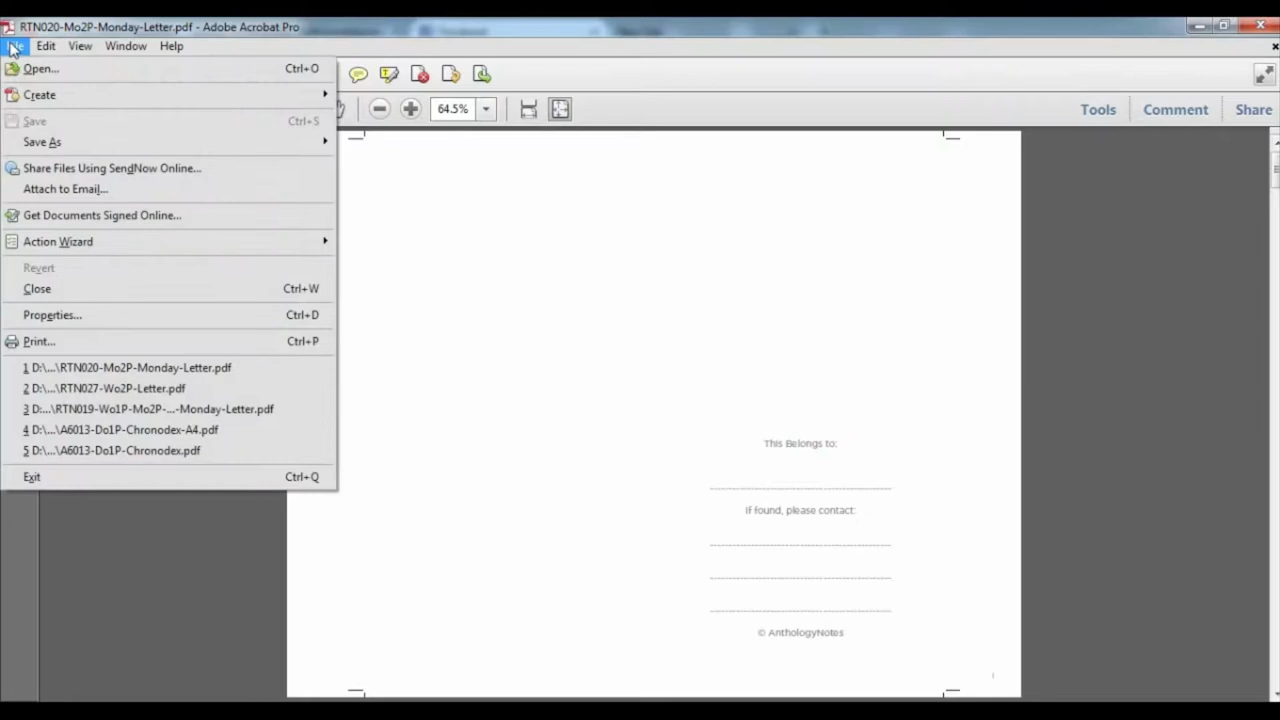 RTN020-Mo2P-Monday-Letter.pdf - Adobe Acrobat Pro
Edit View Window Help
Open... Ctrl+O
Create
64.5% Tools Comment Share
Save Ctrl+S
Save As
Share Files Using SendNow Online...
Attach to Email...
Get Documents Signed Online...
Action Wizard
Revert
Close Ctrl+W
Properties... Ctrl+D
Print... Ctrl+P
1 D:\...\RTN020-Mo2P-Monday-Letter.pdf
2 D:\...\RTN027-Wo2P-Letter.pdf
3 D:...\RTN019-Wo1P-Mo2P-...-Monday-Letter.pdf
4 D:\...\A6013-Do1P-Chronodex-A4.pdf
5 D:\...\A6013-Do1P-Chronodex.pdf
Exit Ctrl+Q
This Belongs to:
If found, please contact:
© AnthologyNotes